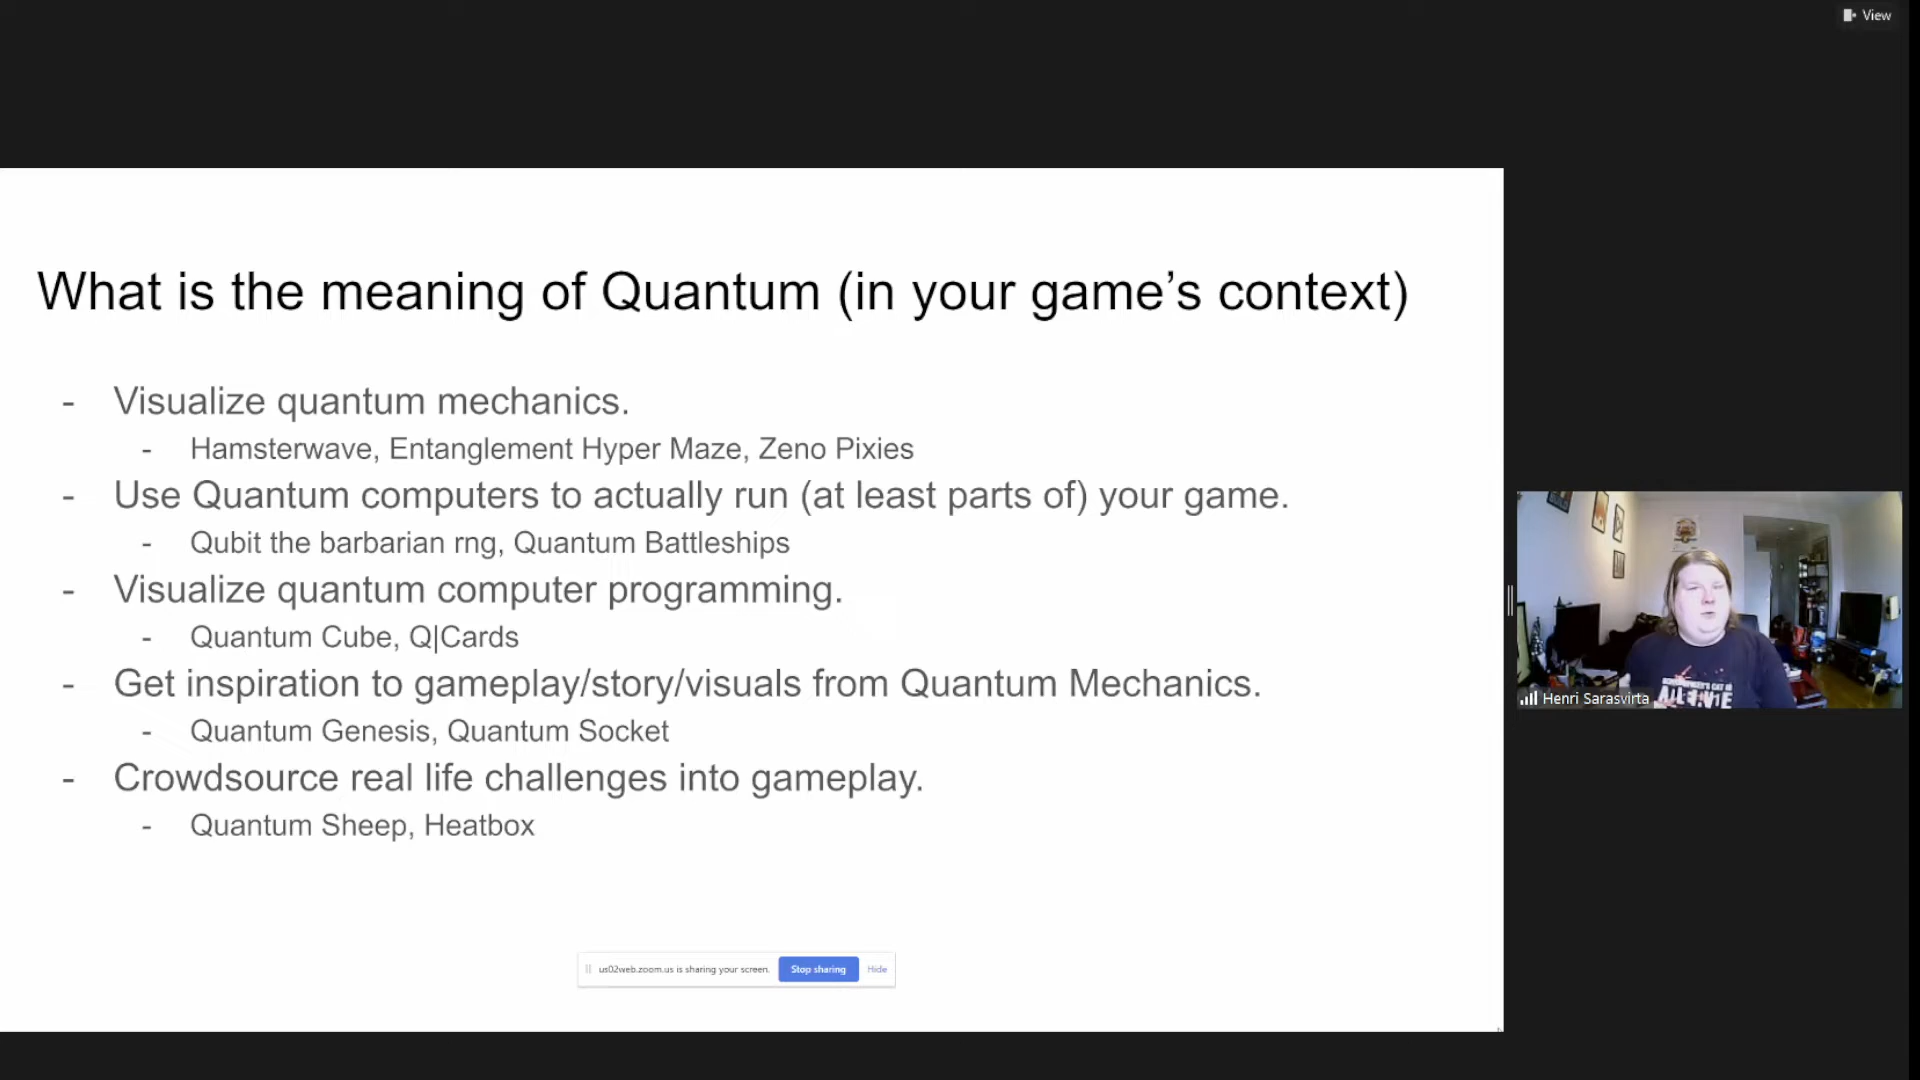 View
What is the meaning of Quantum (in your game’s context)
- Visualize quantum mechanics.
- Hamsterwave, Entanglement Hyper Maze, Zeno Pixies
- Use Quantum computers to actually run (at least parts of) your game.
- Qubit the barbarian rng, Quantum Battleships
- Visualize quantum computer programming.
- Quantum Cube, Q|Cards
- Get inspiration to gameplay/story/visuals from Quantum Mechanics.
- Quantum Genesis, Quantum Socket
- Crowdsource real life challenges into gameplay.
- Quantum Sheep, Heatbox
us02web.zoom.us is sharing your screen. Stop sharing Hide
Henri Sarasvirta